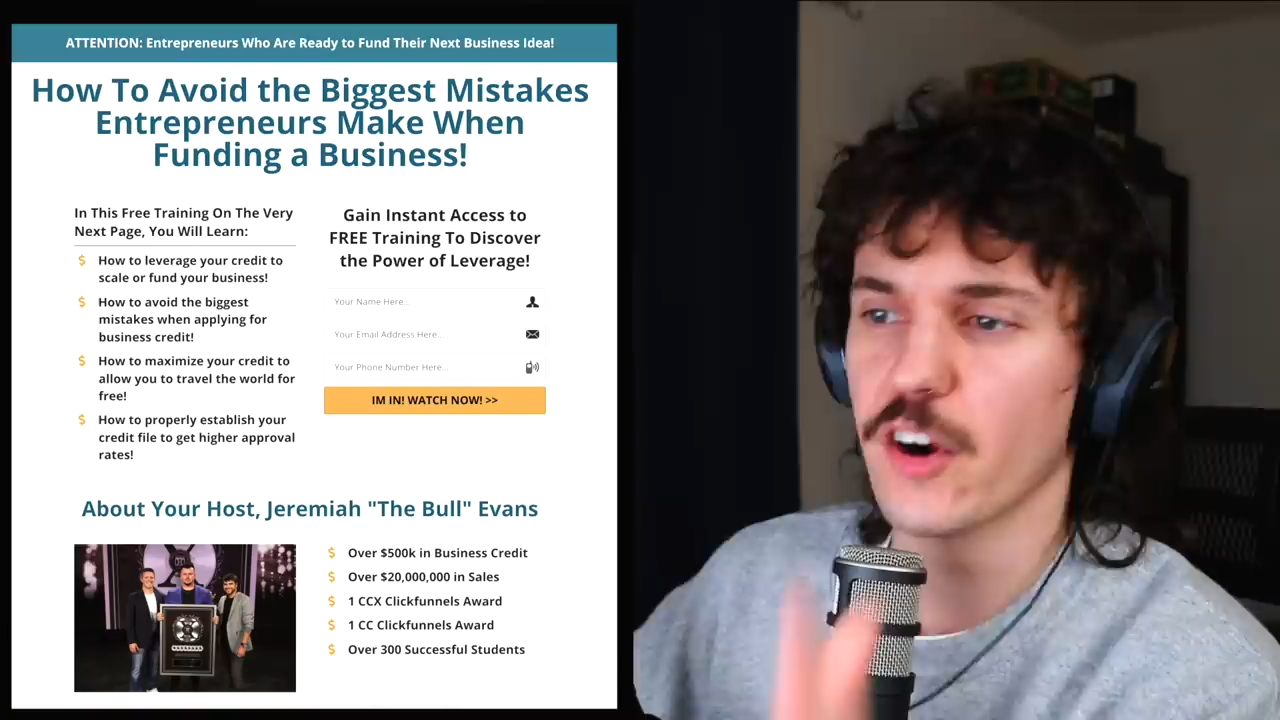 ATTENTION: Entrepreneurs Who Are Ready to Fund Their Next Business Idea!
How To Avoid the Biggest Mistakes
Entrepreneurs Make When
Funding a Business!
In This Free Training On The Very
Next Page, You Will Learn:
$ How to leverage your credit to
scale or fund your business!
$ How to avoid the biggest
mistakes when applying for
business credit!
$ How to maximize your credit to
allow you to travel the world for
free!
$ How to properly establish your
credit file to get higher approval
rates!
Gain Instant Access to
FREE Training To Discover
the Power of Leverage!
Your Name Here...
Your Email Address Here...
Your Phone Number Here...
IM IN! WATCH NOW! >>
About Your Host, Jeremiah "The Bull" Evans
$ Over $500k in Business Credit
$ Over $20,000,000 in Sales
$ 1 CCX Clickfunnels Award
$ 1 CC Clickfunnels Award
$ Over 300 Successful Students